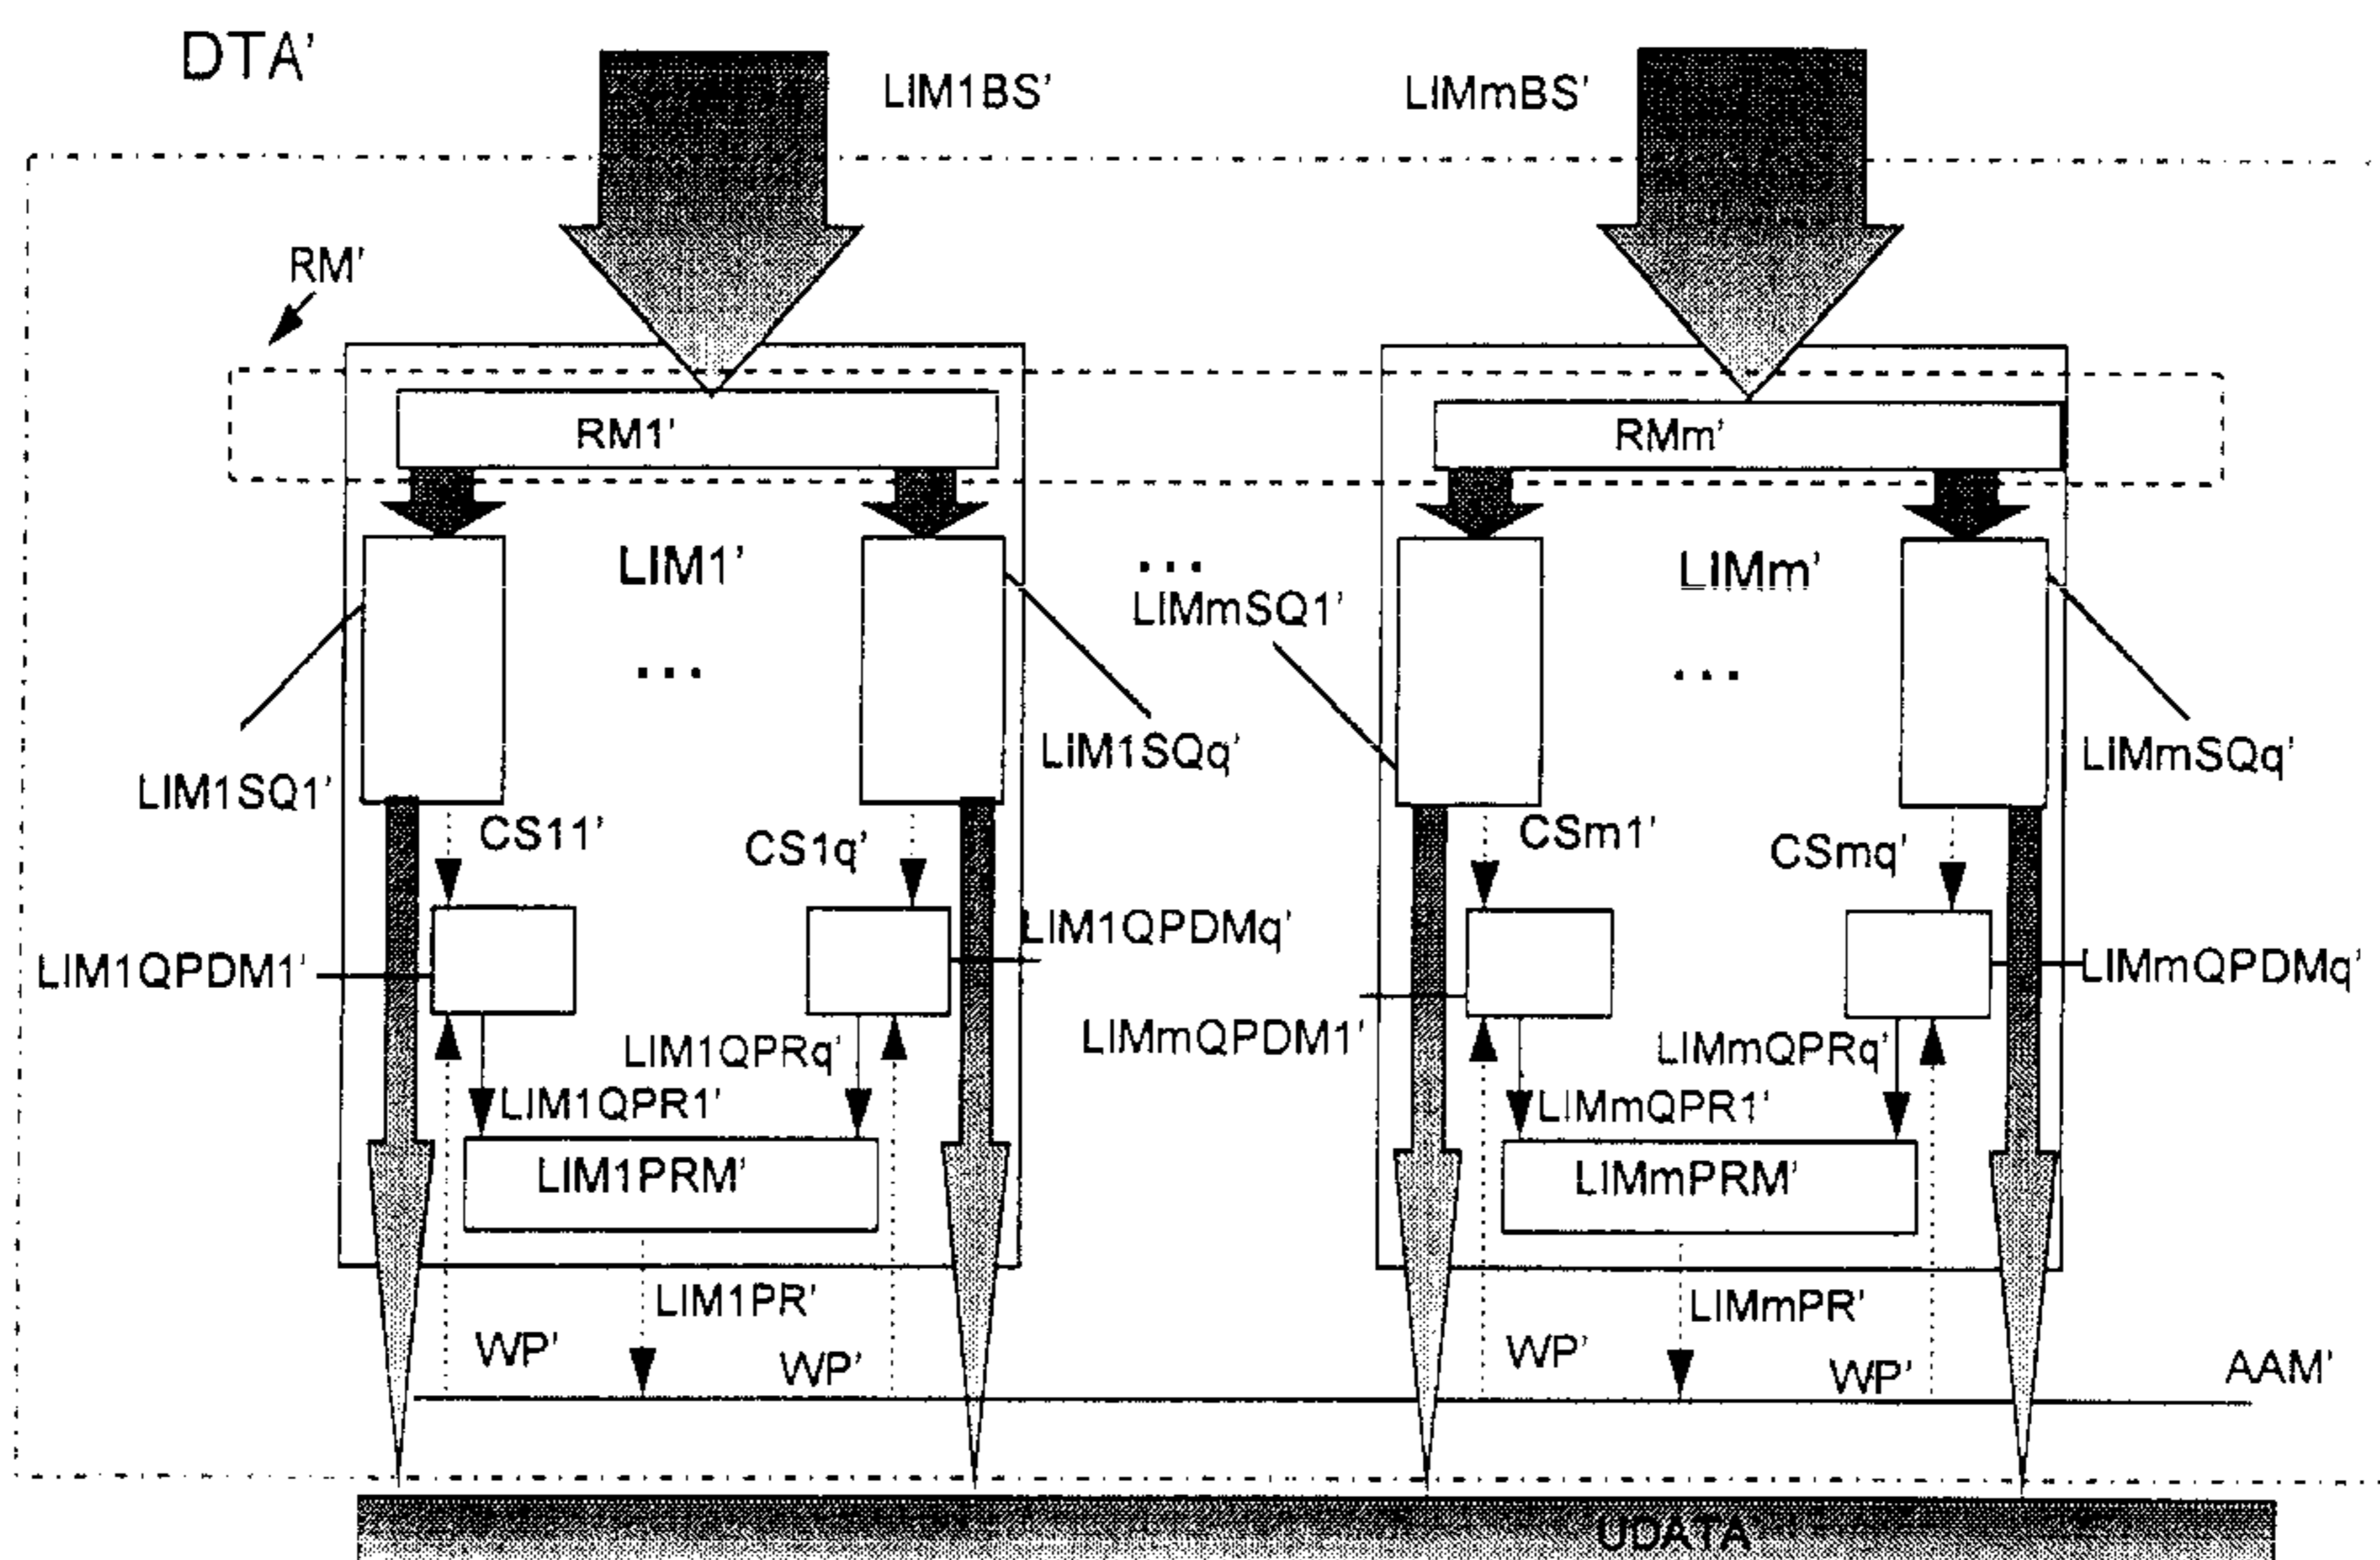 DTA'
LIM1BS'
LIMmBS'
RM'
RM1'
RMm'
LIM1'
...
LIMm'
LIMmSQ1'
...
...
LIM1SQq'
LIMmSQq'
LIM1SQ1'
CS11'
CS1q'
CSm1'
CSmq'
LIM1QPDMq'
LIM1QPDM1'
LIMmQPDMq'
LIMmQPDM1'
LIM1QPRq'
LIMmQPRq'
LIM1QPR1'
LIMmQPR1'
LIM1PRM'
LIMmPRM'
LIM1PR'
LIMmPR'
WP'
WP'
WP'
WP'
AAM'
UDATA'